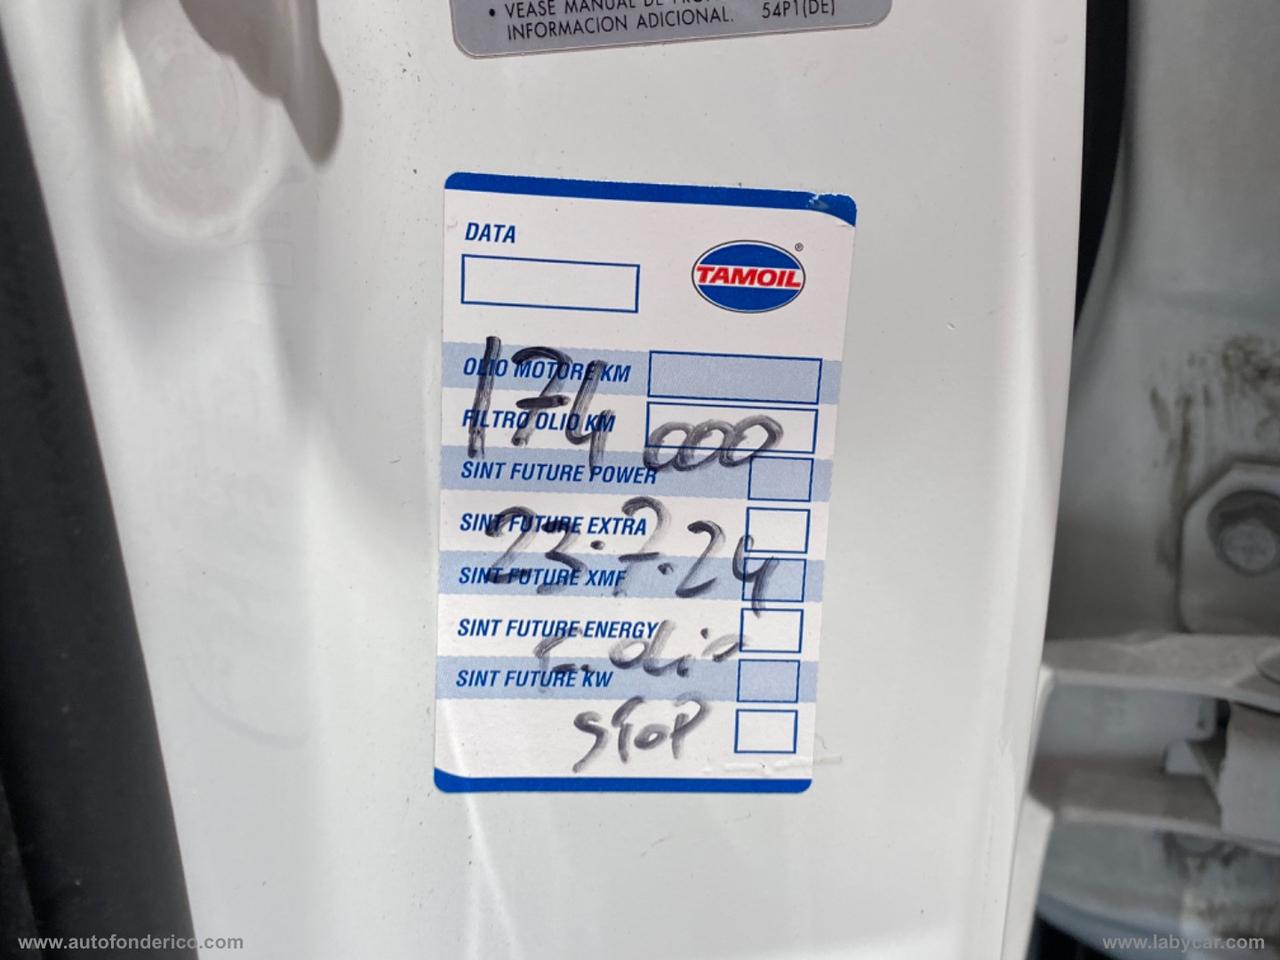 • VEASE MANUAL DE
INFORMACION ADICIONAL. 54P1(DE)
DATA
TAMOIL®
OLIO MOTORE KM
174 000
FILTRO OLIO KM
SINT FUTURE POWER
SINT FUTURE EXTRA
23.7.24
SINT FUTURE XMF
SINT FUTURE ENERGY
olio
SINT FUTURE KW
stop
www.autofonderico.com
www.labycar.com